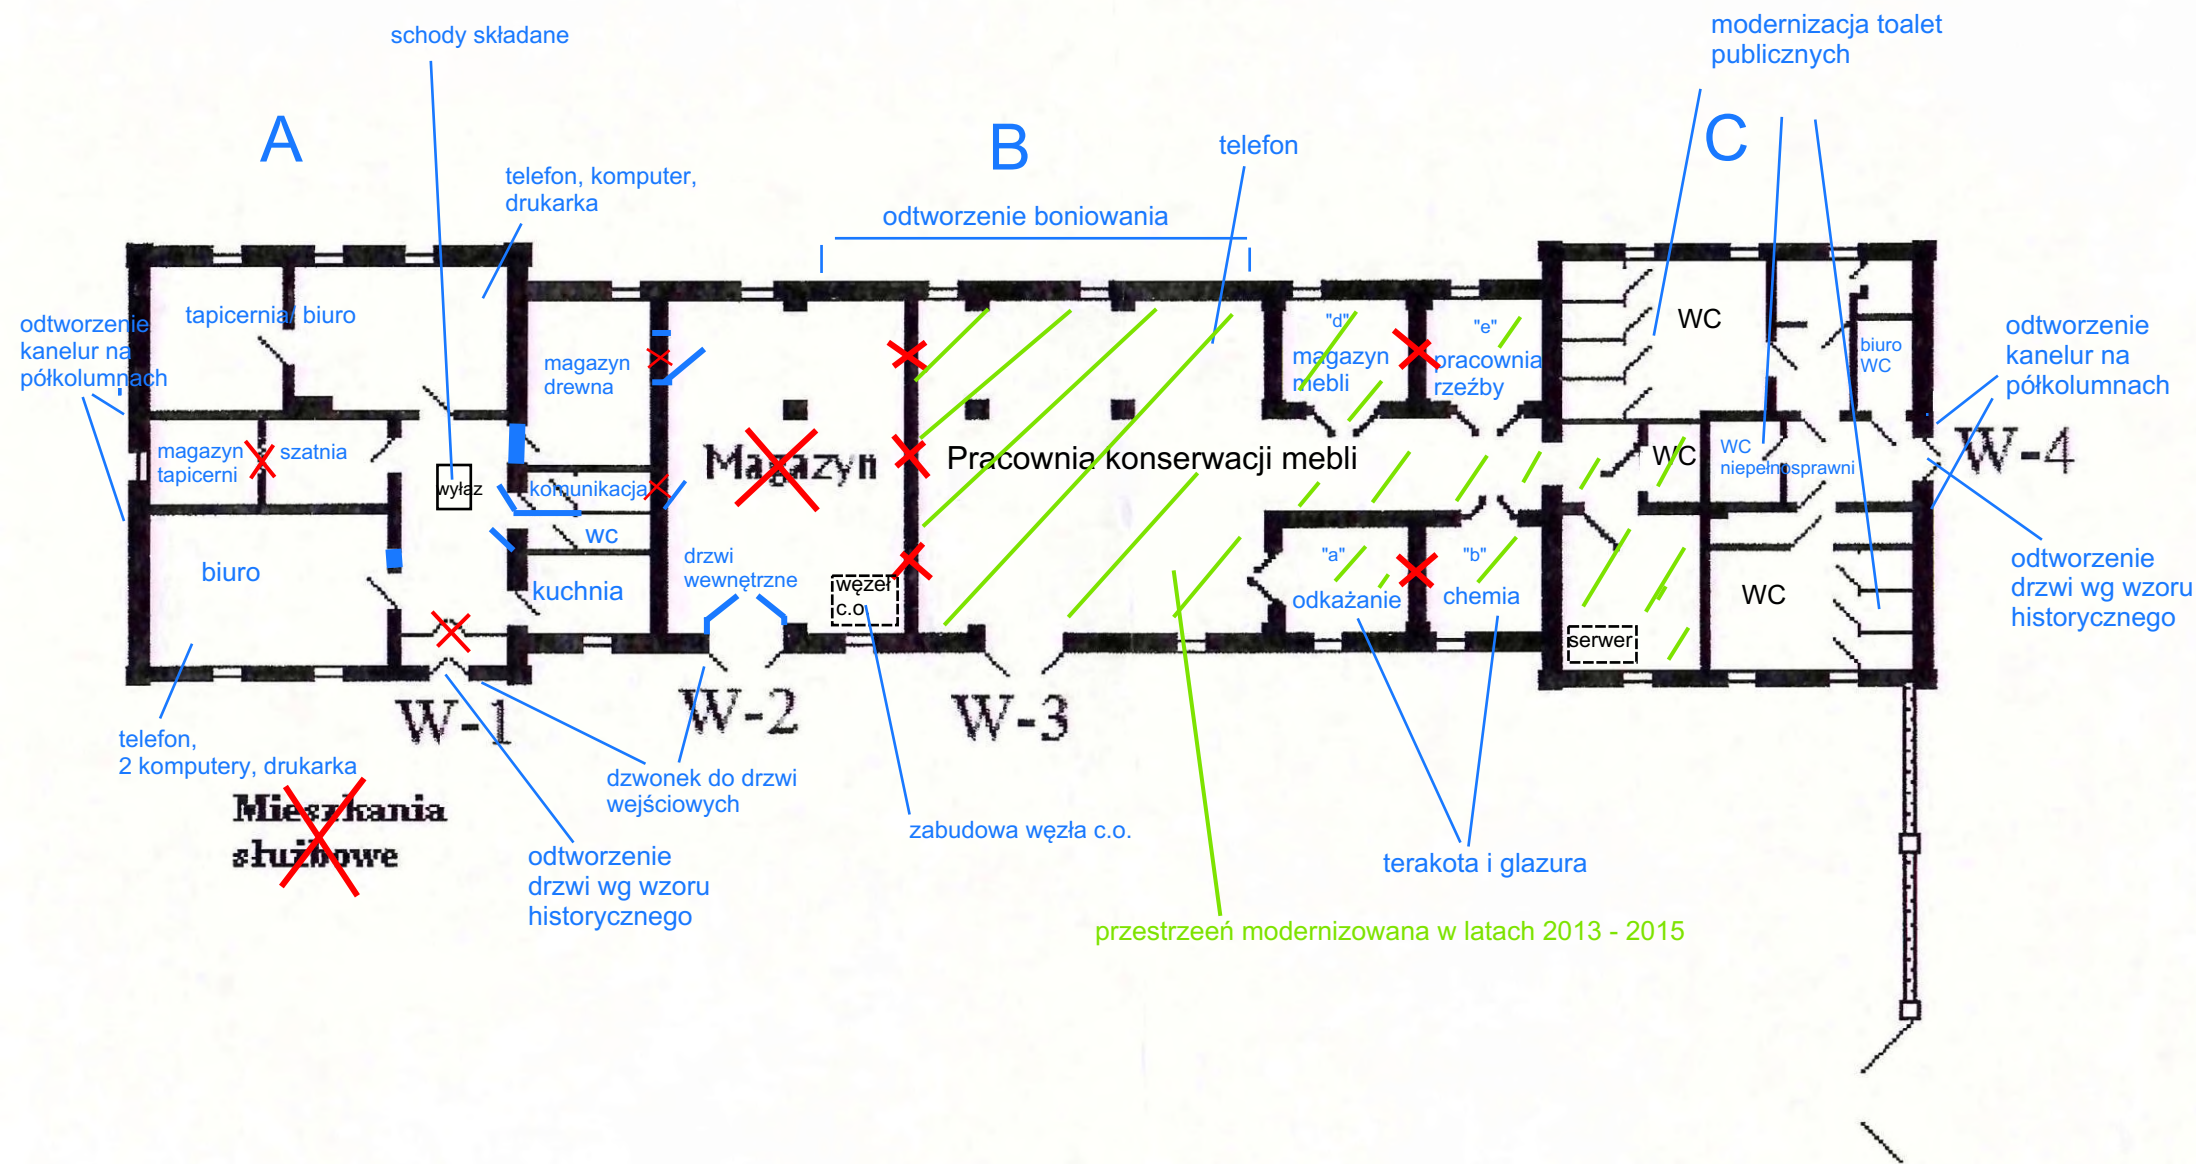 schody składane
modernizacja toalet
publicznych
A
B
C
telefon
telefon, komputer,
drukarka
odtworzenie boniowania
odtworzenie
kanelur na
półkolumnach
tapicernia/ biuro
magazyn
drewna
"d"
magazyn
mebli
"e"
pracownia
rzeźby
WC
biuro
WC
odtworzenie
kanelur na
półkolumnach
magazyn
tapicerni
szatnia
wyłaz
komunikacja
wc
Magazyn
Pracownia konserwacji mebli
WC
WC
niepełnosprawni
W-4
biuro
kuchnia
drzwi
wewnętrzne
węzeł
c.o
"a"
odkażanie
"b"
chemia
WC
serwer
odtworzenie
drzwi wg wzoru
historycznego
W-1
W-2
W-3
telefon,
2 komputery, drukarka
dzwonek do drzwi
wejściowych
Mieszkania
służbowe
zabudowa węzła c.o.
odtworzenie
drzwi wg wzoru
historycznego
terakota i glazura
przestrzeeń modernizowana w latach 2013 - 2015